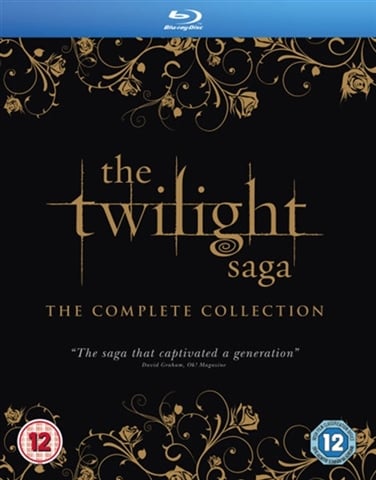 Blu-ray Disc
the
twilight
saga
THE COMPLETE COLLECTION
“The saga that captivated a generation”
David Graham, Ok! Magazine
12
12